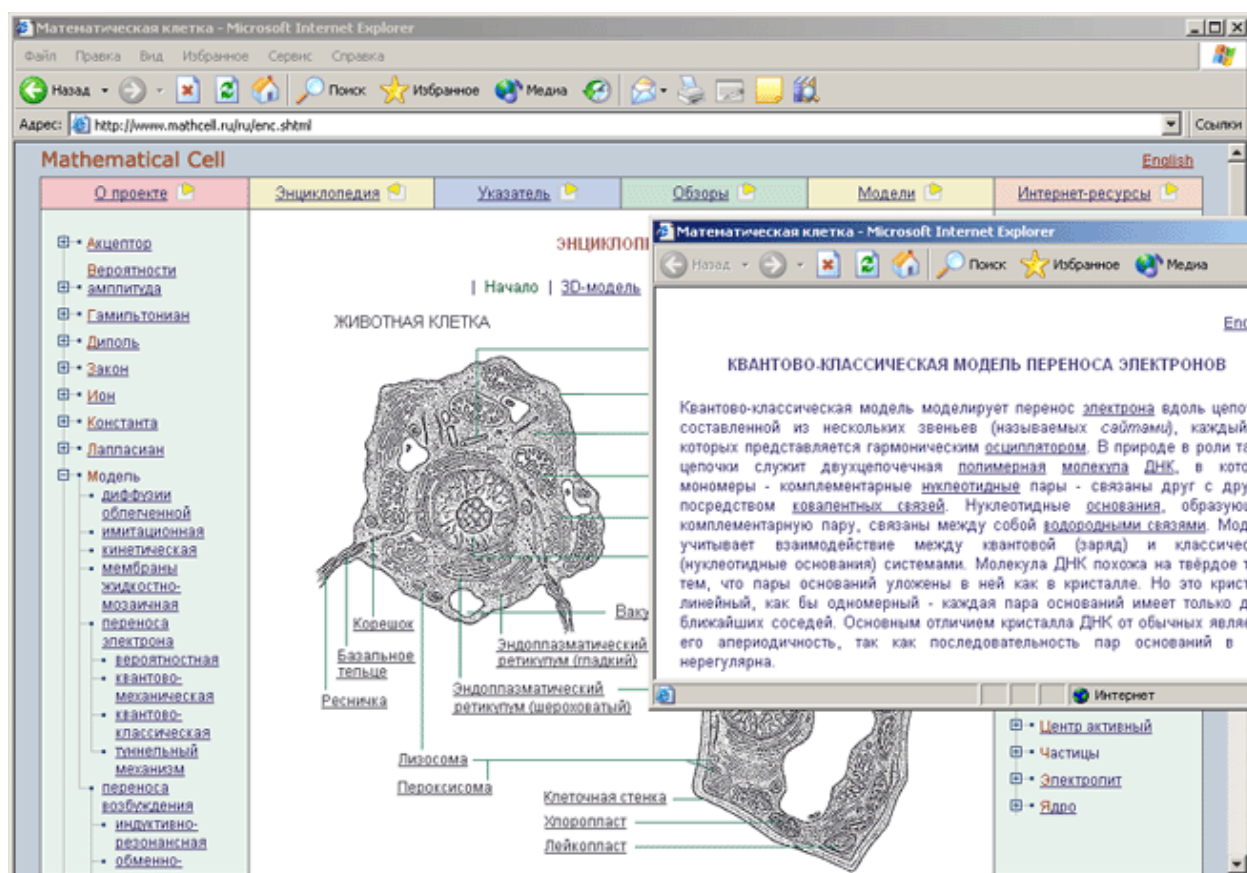 Математическая клетка - Microsoft Internet Explorer
Файл Правка Вид Избранное Сервис Справка
Назад Поиск Избранное Медиа
Адрес: http://www.mathcell.ru/ru/enc.shtml Ссылки
Mathematical Cell English
О проекте Энциклопедия Указатель Обзоры Модели Интернет-ресурсы
Акцептор
Вероятности
амплитуда
Гамильтониан
Диполь
Закон
Ион
Константа
Лаппасиан
Модель
диффузии
облегченной
имитационная
кинетическая
мембраны
жидкостно-
мозаичная
переноса
электрона
вероятностная
квантово-
механическая
квантово-
классическая
туннельный
механизм
переноса
возбуждения
индуктивно-
резонансная
обменно-
ЭНЦИКЛОП
| Начало | 3D-модель
ЖИВОТНАЯ КЛЕТКА
Ваку
Корешок
Эндоплазматический
ретикулум (гладкий)
Базальное
тельце
Эндоплазматический
ретикулум (шероховатый)
Ресничка
Лизосома
Пероксисома
Клеточная стенка
Хлоропласт
Лейкопласт
Математическая клетка - Microsoft Internet Explorer
Назад Поиск Избранное Медиа
Eng
КВАНТОВО-КЛАССИЧЕСКАЯ МОДЕЛЬ ПЕРЕНОСА ЭЛЕКТРОНОВ
Квантово-классическая модель моделирует перенос электрона вдоль цепоч
составленной из нескольких звеньев (называемых сайтами), каждый
которых представляется гармоническим осциллятором. В природе в роли та
цепочки служит двухцепочечная полимерная молекула ДНК, в кото
мономеры - комплементарные нуклеотидные пары - связаны друг с дру
посредством ковалентных связей. Нуклеотидные основания, образую
комплементарную пару, связаны между собой водородными связями. Мод
учитывает взаимодействие между квантовой (заряд) и классичес
(нуклеотидные основания) системами. Молекула ДНК похожа на твёрдое т
тем, что пары оснований уложены в ней как в кристалле. Но это крист
линейный, как бы одномерный - каждая пара оснований имеет только д
ближайших соседей. Основным отличием кристалла ДНК от обычных являе
его апериодичность, так как последовательность пар оснований в
нерегулярна.
Интернет
Центр активный
Частицы
Электролит
Ядро